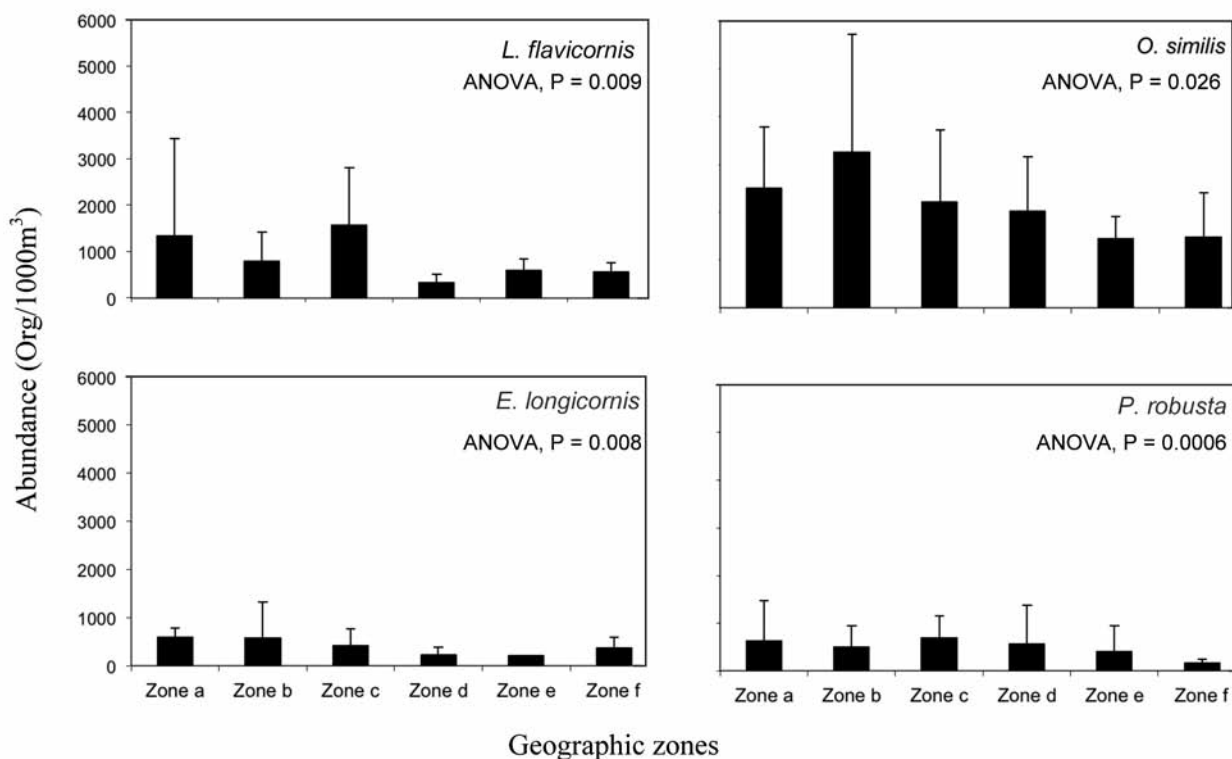 6000
5000
4000
3000
2000
1000
0
L. flavicornis
ANOVA, P = 0.009
O. similis
ANOVA, P = 0.026
Abundance (Org/1000m³)
6000
5000
4000
3000
2000
1000
0
E. longicornis
ANOVA, P = 0.008
P. robusta
ANOVA, P = 0.0006
Zone a Zone b Zone c Zone d Zone e Zone f
Zone a Zone b Zone c Zone d Zone e Zone f
Geographic zones